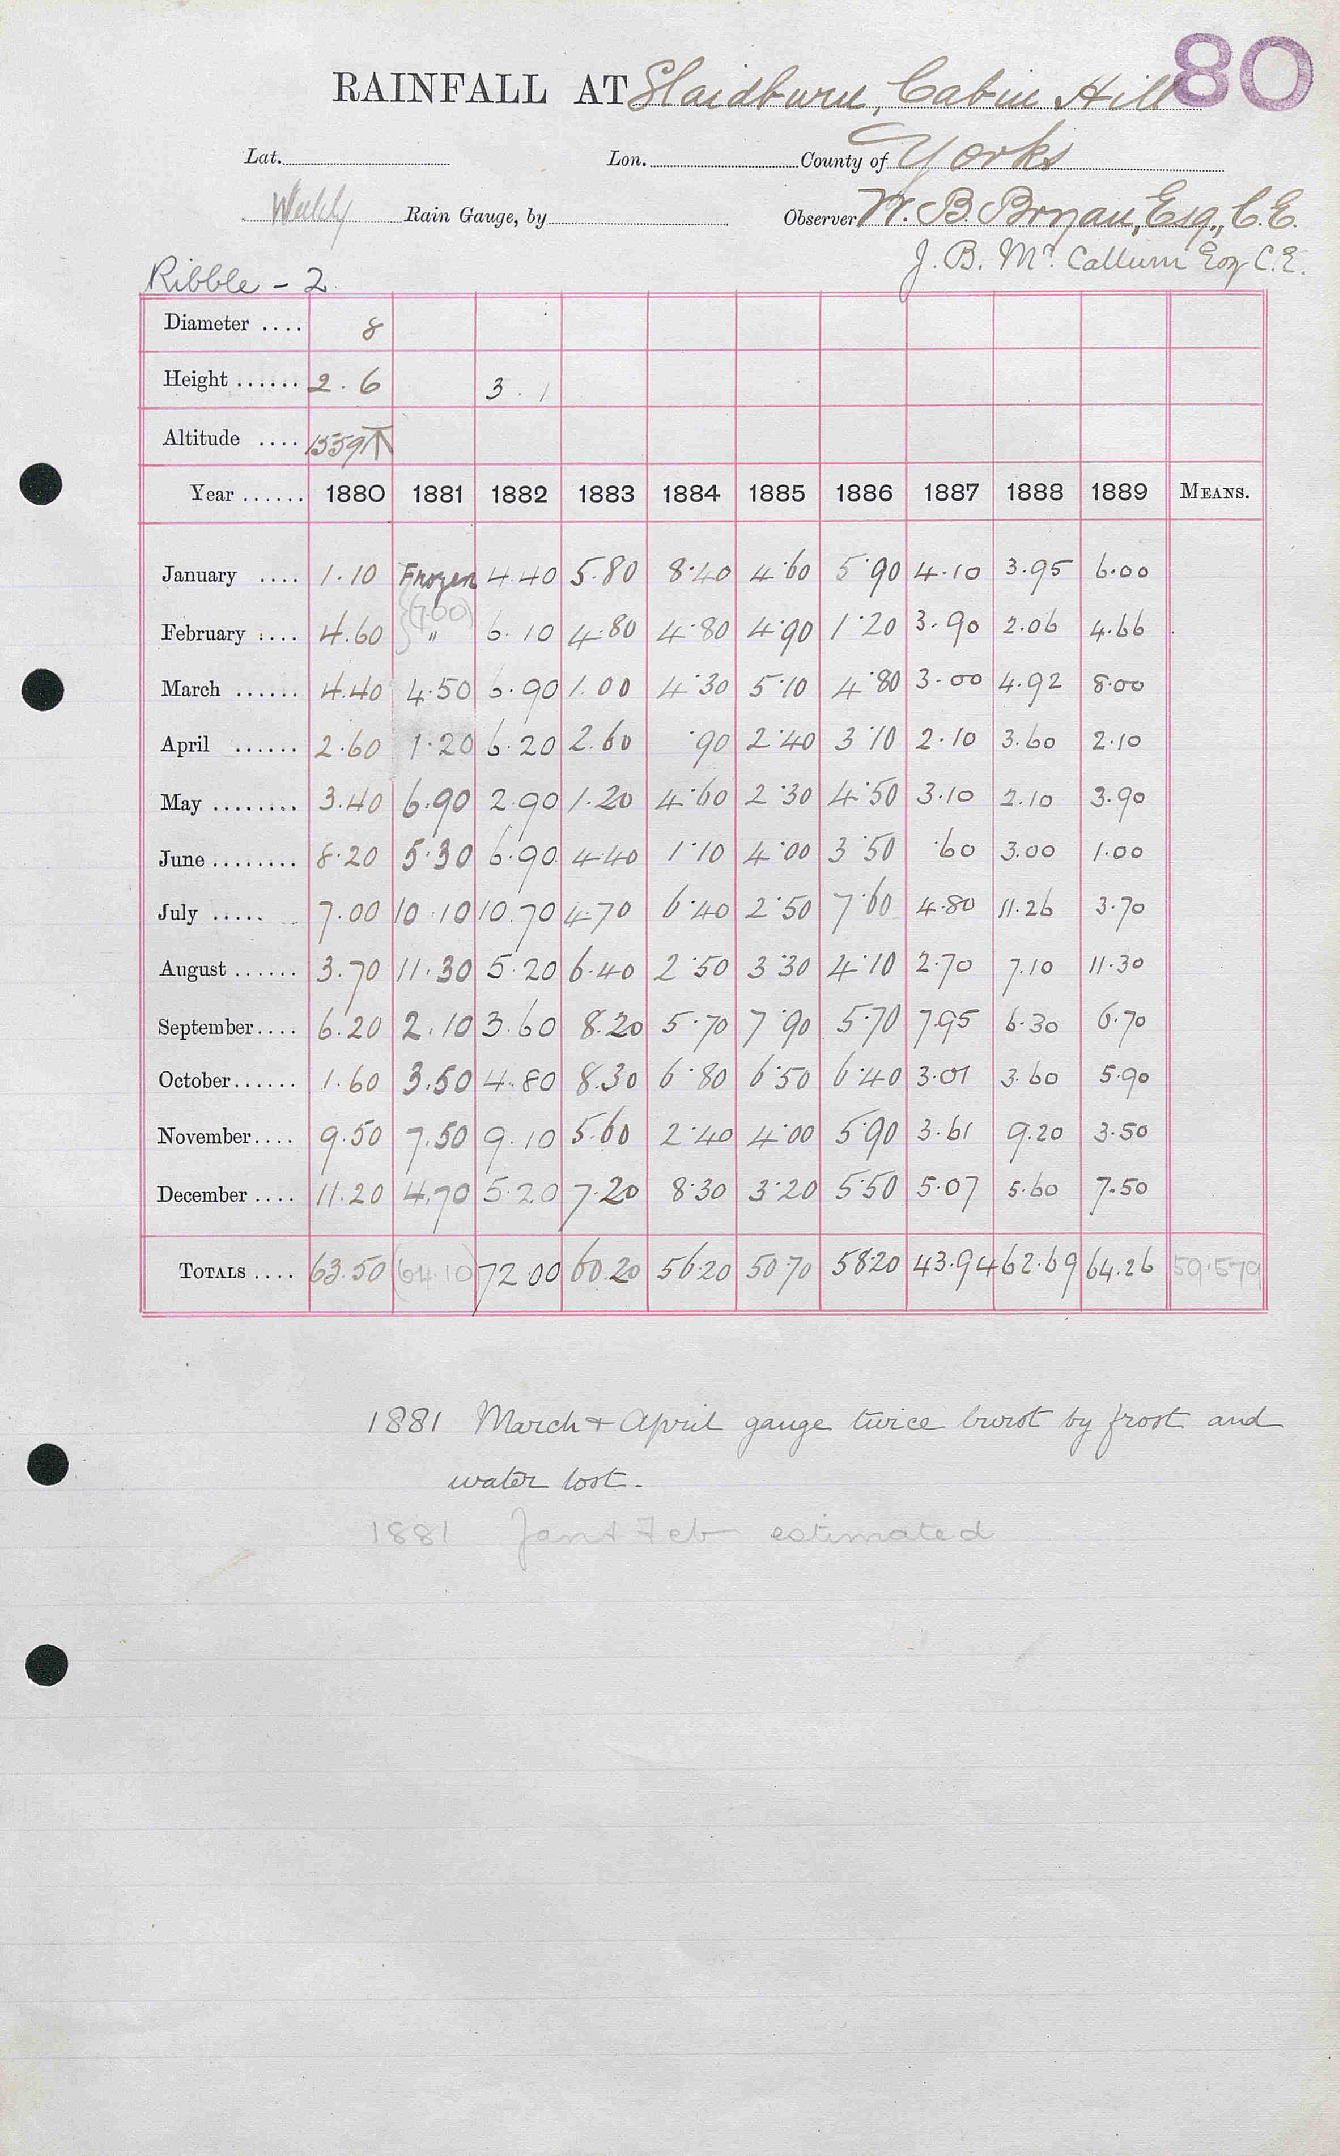 80
RAINFALL AT Slaidburn, Cabin Hill
Lat. Lon. County of Yorks
Weekly Rain Gauge, by Observer W. B. Bryan, Esq., C.E.
J. B. Mc Callum Esq C.E.
Ribble - 2
Diameter .... 8
Height ...... 2.6 3.1
Altitude ....
Year ...... 1880 1881 1882 1883 1884 1885 1886 1887 1888 1889 MEANS.
January .... 1.10 Frozen 4.40 5.80 8.40 4.60 5.90 4.10 3.95 6.00
(7.00)
February .... 4.60 " 6.10 4.80 4.80 4.90 1.20 3.90 2.06 4.66
March ...... 4.40 4.50 6.90 1.00 4.30 5.10 4.80 3.00 4.92 8.00
April ...... 2.60 1.20 6.20 2.60 .90 2.40 3.10 2.10 3.60 2.10
May ........ 3.40 6.90 2.90 1.20 4.60 2.30 4.50 3.10 2.10 3.90
June ........ 8.20 5.30 6.90 4.40 1.10 4.00 3.50 .60 3.00 1.00
July ..... 7.00 10.10 10.70 4.70 6.40 2.50 7.60 4.80 11.26 3.70
August ...... 3.70 11.30 5.20 6.40 2.50 3.30 4.10 2.70 7.10 11.30
September.... 6.20 2.10 3.60 8.20 5.70 7.90 5.70 7.95 6.30 6.70
October...... 1.60 3.50 4.80 8.30 6.80 6.50 6.40 3.01 3.60 5.90
November.... 9.50 7.50 9.10 5.60 2.40 4.00 5.90 3.61 9.20 3.50
December .... 11.20 4.70 5.20 7.20 8.30 3.20 5.50 5.07 5.60 7.50
TOTALS .... 63.50 (64.10) 72.00 60.20 56.20 50.70 58.20 43.94 62.69 64.26 59.579
1881 March + April gauge twice burst by frost and
water lost.
1881 Jan + Feb estimated